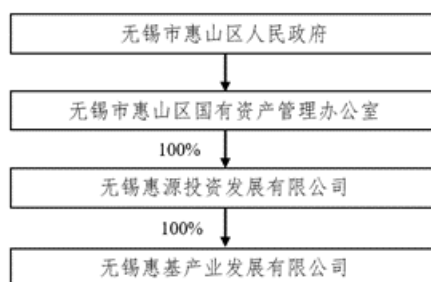 无锡市惠山区人民政府
无锡市惠山区国有资产管理办公室
100%
无锡惠源投资发展有限公司
100%
无锡惠基产业发展有限公司